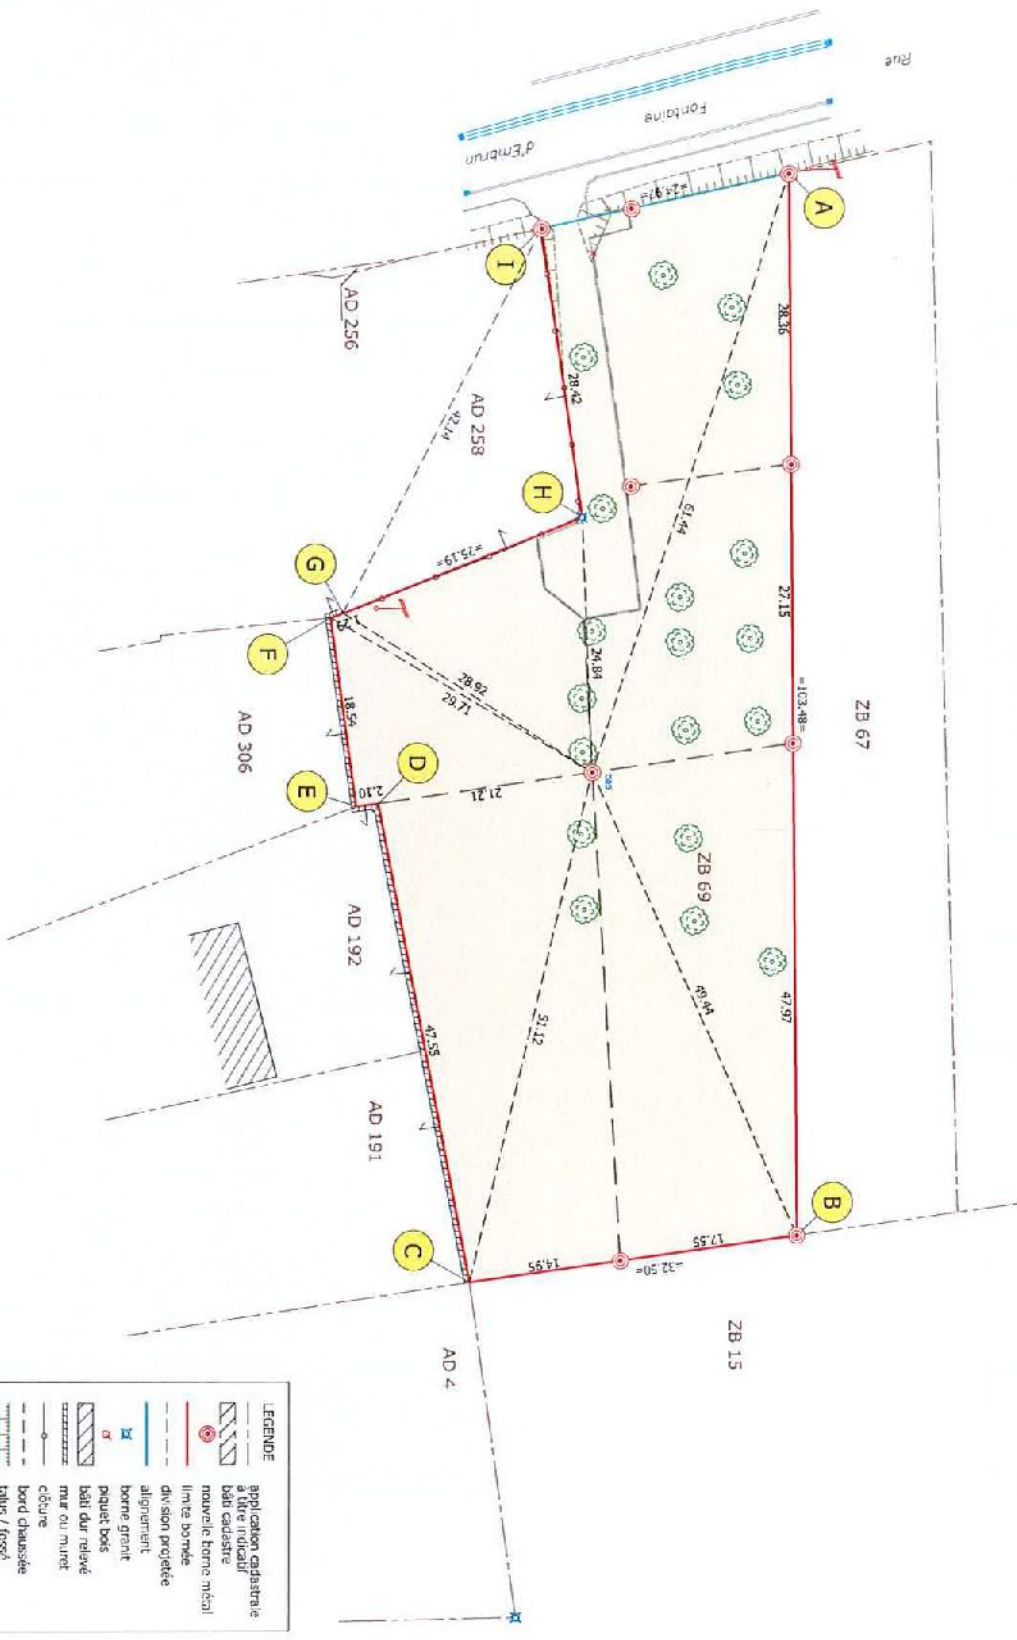 Rue
Fontaine
d'Embrun
A
I
28.36
AD 256
28.42
AD 258
42.14
61.44
H
=25.19=
G
F
27.15
=103.48=
ZB 67
24.84
28.92
29.71
18.54
AD 306
D
E
2.10
21.21
ZB 69
AD 192
47.97
49.44
51.12
47.55
AD 191
B
C
17.55
=32.50=
14.95
ZB 15
AD 4
LEGENDE
application cadastrale
à titre indicatif
bâti cadastre
nouvelle borne métal
limite bornée
division projetée
alignement
borne granit
piquet bois
bâti dur relevé
mur ou muret
clôture
bord chaussée
talus / fossé